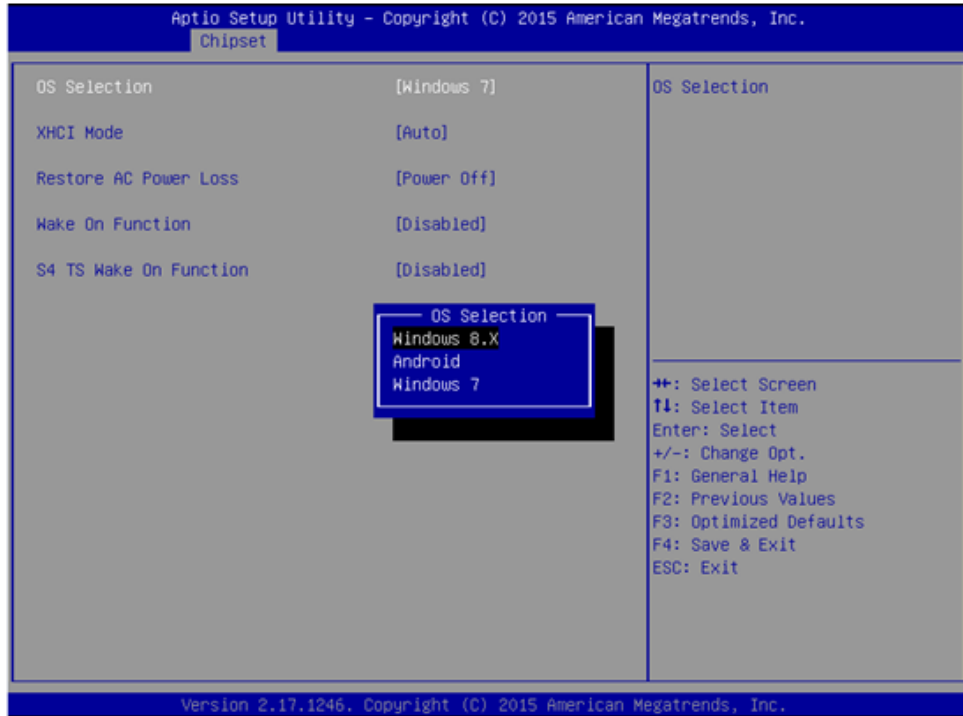 Aptio Setup Utility – Copyright (C) 2015 American Megatrends, Inc.
Chipset
OS Selection [Windows 7]
XHCI Mode [Auto]
Restore AC Power Loss [Power Off]
Wake On Function [Disabled]
S4 TS Wake On Function [Disabled]
OS Selection
Windows 8.X
Android
Windows 7
OS Selection
→←: Select Screen
↑↓: Select Item
Enter: Select
+/-: Change Opt.
F1: General Help
F2: Previous Values
F3: Optimized Defaults
F4: Save & Exit
ESC: Exit
Version 2.17.1246. Copyright (C) 2015 American Megatrends, Inc.